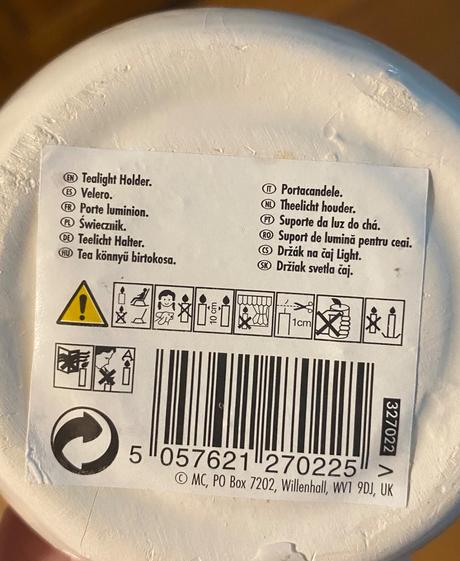 EN Tealight Holder.
ES Velero.
FR Porte luminion.
PL Świecznik.
DE Teelicht Halter.
HU Tea könnyü birtokosa.
IT Portacandele.
NL Theelicht houder.
PT Suporte da luz do chá.
RO Suport de lumină pentru ceai.
CS Držák na čaj Light.
SK Držiak svetla čaj.
10 cm
1cm
A
327022
5 057621 270225 >
© MC, PO Box 7202, Willenhall, WV1 9DJ, UK